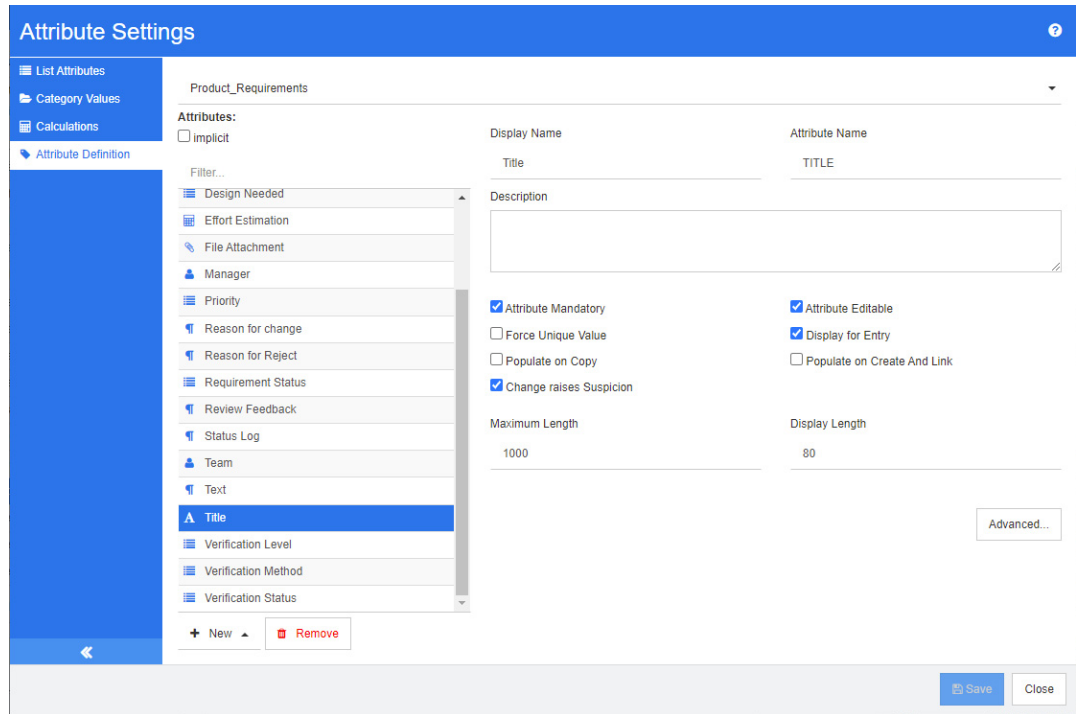 Attribute Settings
List Attributes
Category Values
Calculations
Attribute Definition
Product_Requirements
Attributes:
implicit
Filter...
Design Needed
Effort Estimation
File Attachment
Manager
Priority
Reason for change
Reason for Reject
Requirement Status
Review Feedback
Status Log
Team
Text
Title
Verification Level
Verification Method
Verification Status
New
Remove
Display Name
Attribute Name
Title
TITLE
Description
Attribute Mandatory
Attribute Editable
Force Unique Value
Display for Entry
Populate on Copy
Populate on Create And Link
Change raises Suspicion
Maximum Length
Display Length
1000
80
Advanced...
Save
Close